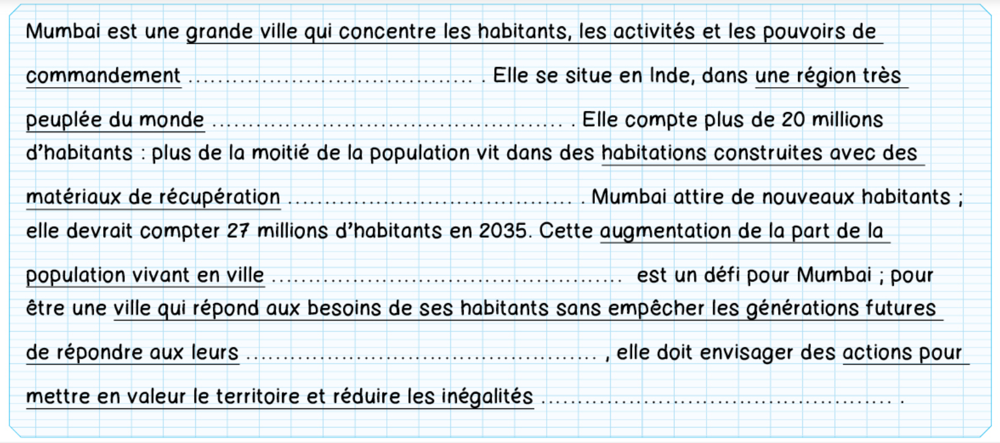 Mumbai est une grande ville qui concentre les habitants, les activités et les pouvoirs de
commandement ........................................ . Elle se situe en Inde, dans une région très
peuplée du monde ................................................. . Elle compte plus de 20 millions
d'habitants : plus de la moitié de la population vit dans des habitations construites avec des
matériaux de récupération ........................................ . Mumbai attire de nouveaux habitants ;
elle devrait compter 27 millions d'habitants en 2035. Cette augmentation de la part de la
population vivant en ville ................................................. est un défi pour Mumbai ; pour
être une ville qui répond aux besoins de ses habitants sans empêcher les générations futures
de répondre aux leurs ................................................. , elle doit envisager des actions pour
mettre en valeur le territoire et réduire les inégalités ................................................. .